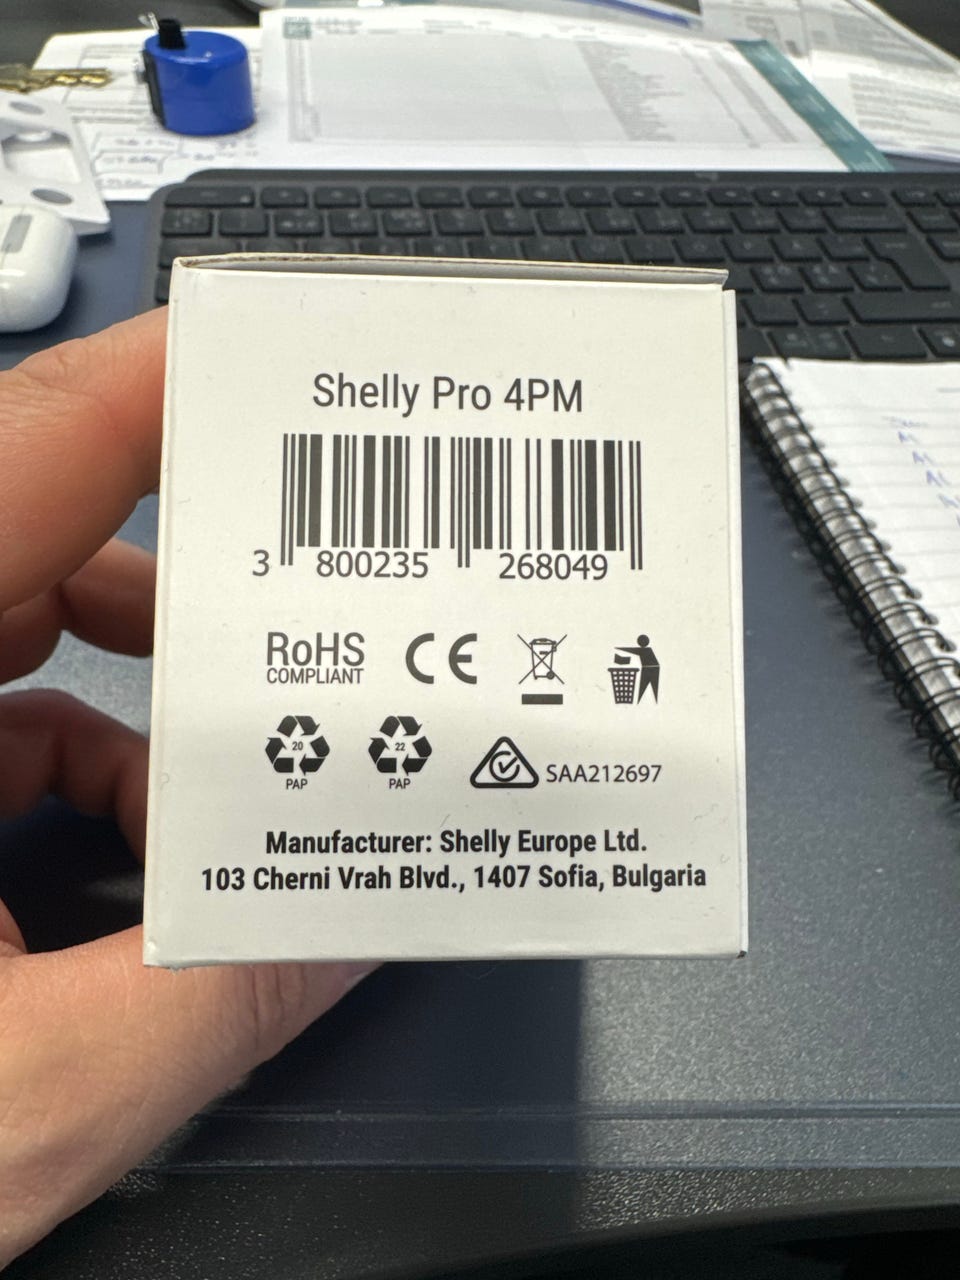 Shelly Pro 4PM
3 800235 268049
RoHS
COMPLIANT
CE
20
PAP
22
PAP
SAA212697
Manufacturer: Shelly Europe Ltd.
103 Cherni Vrah Blvd., 1407 Sofia, Bulgaria